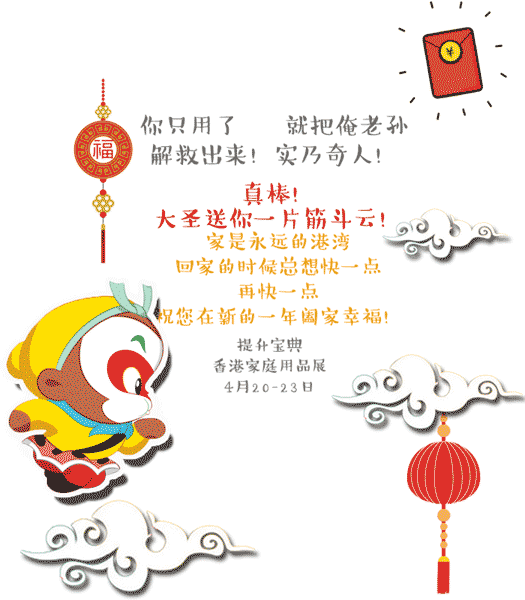 ¥
福
你只用了 就把俺老孙
解救出来! 实乃奇人!
真棒!
大圣送你一片筋斗云!
家是永远的港湾
回家的时候总想快一点
再快一点
祝您在新的一年阖家幸福!
提升宝典
香港家庭用品展
4月20-23日